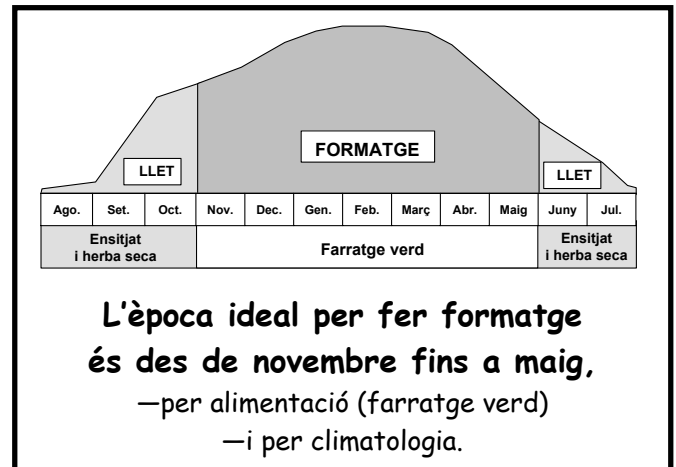 FORMATGE
LLET
LLET
Ago. Set. Oct. Nov. Dec. Gen. Feb. Març Abr. Maig Juny Jul.
Ensitjat
i herba seca
Farratge verd
Ensitjat
i herba seca
L'època ideal per fer formatge
és des de novembre fins a maig,
—per alimentació (farratge verd)
—i per climatologia.